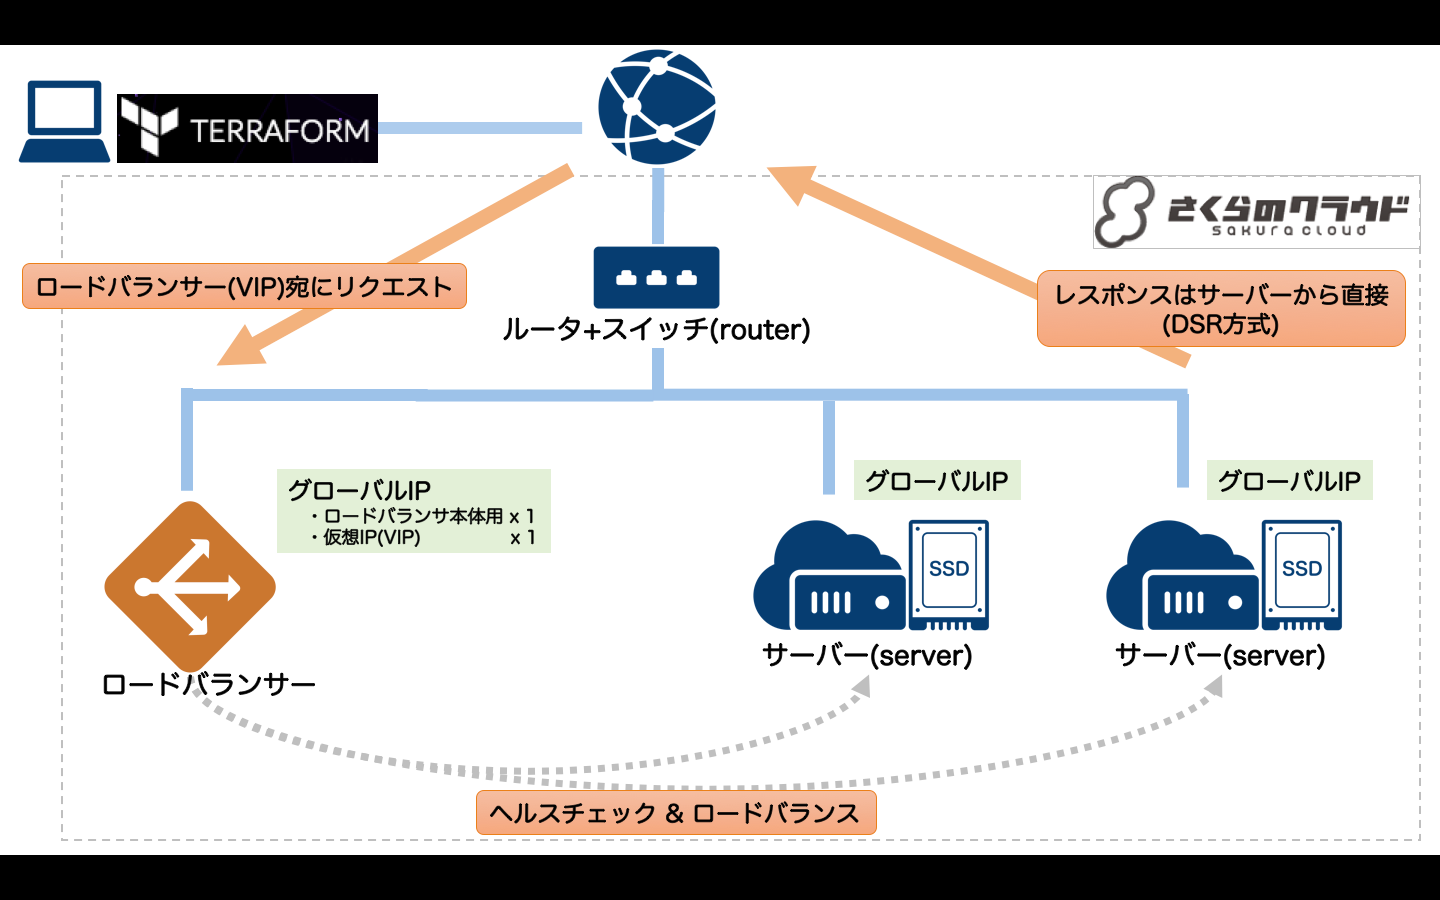 TERRAFORM
さくらのクラウド
SAKURA CLOUD
ロードバランサー(VIP)宛にリクエスト
レスポンスはサーバーから直接
(DSR方式)
ルータ+スイッチ(router)
グローバルIP
・ロードバランサ本体用 x 1
・仮想IP(VIP) x 1
グローバルIP
グローバルIP
SSD
SSD
サーバー(server)
サーバー(server)
ロードバランサー
ヘルスチェック & ロードバランス